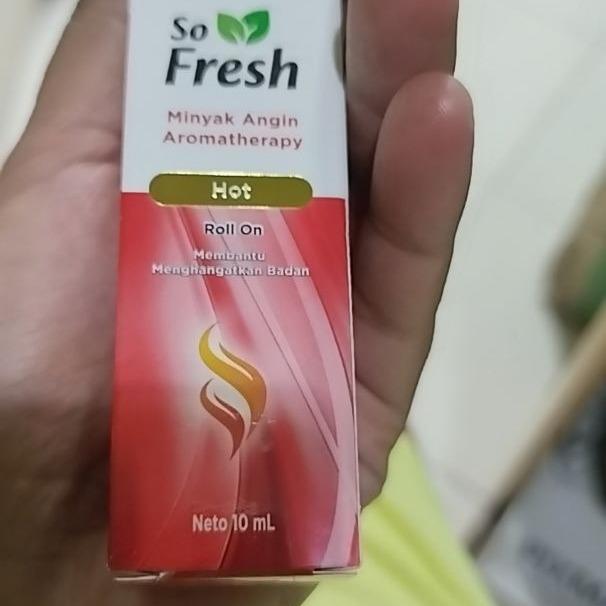 So
Fresh
Minyak Angin
Aromatherapy
Hot
Roll On
Membantu
Menghangatkan Badan
Neto 10 mL